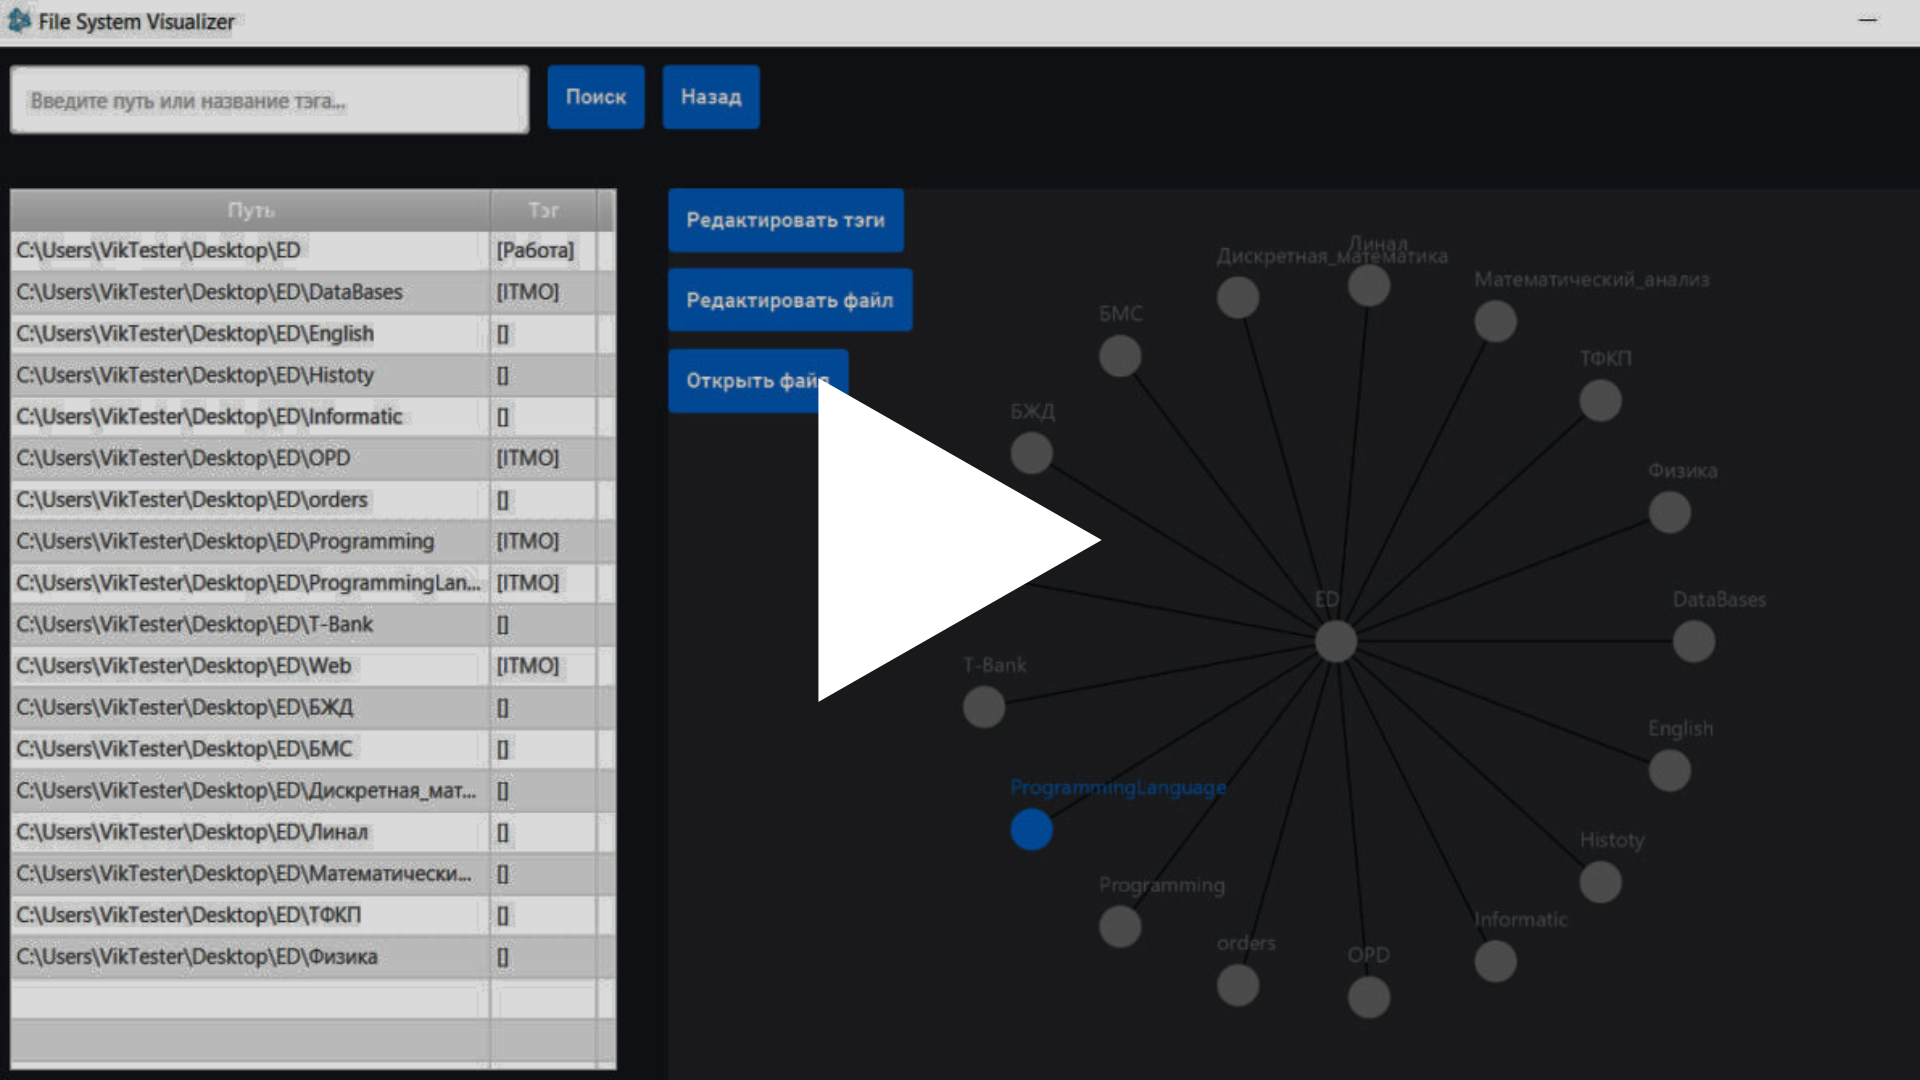 File System Visualizer
Введите путь или название тэга...
Поиск
Назад
Путь Тэг
C:\Users\VikTester\Desktop\ED [Работа]
C:\Users\VikTester\Desktop\ED\DataBases [ITMO]
C:\Users\VikTester\Desktop\ED\English []
C:\Users\VikTester\Desktop\ED\Histoty []
C:\Users\VikTester\Desktop\ED\Informatic []
C:\Users\VikTester\Desktop\ED\OPD [ITMO]
C:\Users\VikTester\Desktop\ED\orders []
C:\Users\VikTester\Desktop\ED\Programming [ITMO]
C:\Users\VikTester\Desktop\ED\ProgrammingLan... [ITMO]
C:\Users\VikTester\Desktop\ED\T-Bank []
C:\Users\VikTester\Desktop\ED\Web [ITMO]
C:\Users\VikTester\Desktop\ED\БЖД []
C:\Users\VikTester\Desktop\ED\БМС []
C:\Users\VikTester\Desktop\ED\Дискретная_мат... []
C:\Users\VikTester\Desktop\ED\Линал []
C:\Users\VikTester\Desktop\ED\Математически... []
C:\Users\VikTester\Desktop\ED\ТФКП []
C:\Users\VikTester\Desktop\ED\Физика []
Редактировать тэги
Редактировать файл
Открыть файл
Линал
Дискретная_математика
Математический_анализ
БМС
ТФКП
БЖД
Физика
ED
DataBases
T-Bank
English
ProgrammingLanguage
Histoty
Programming
Informatic
orders
OPD